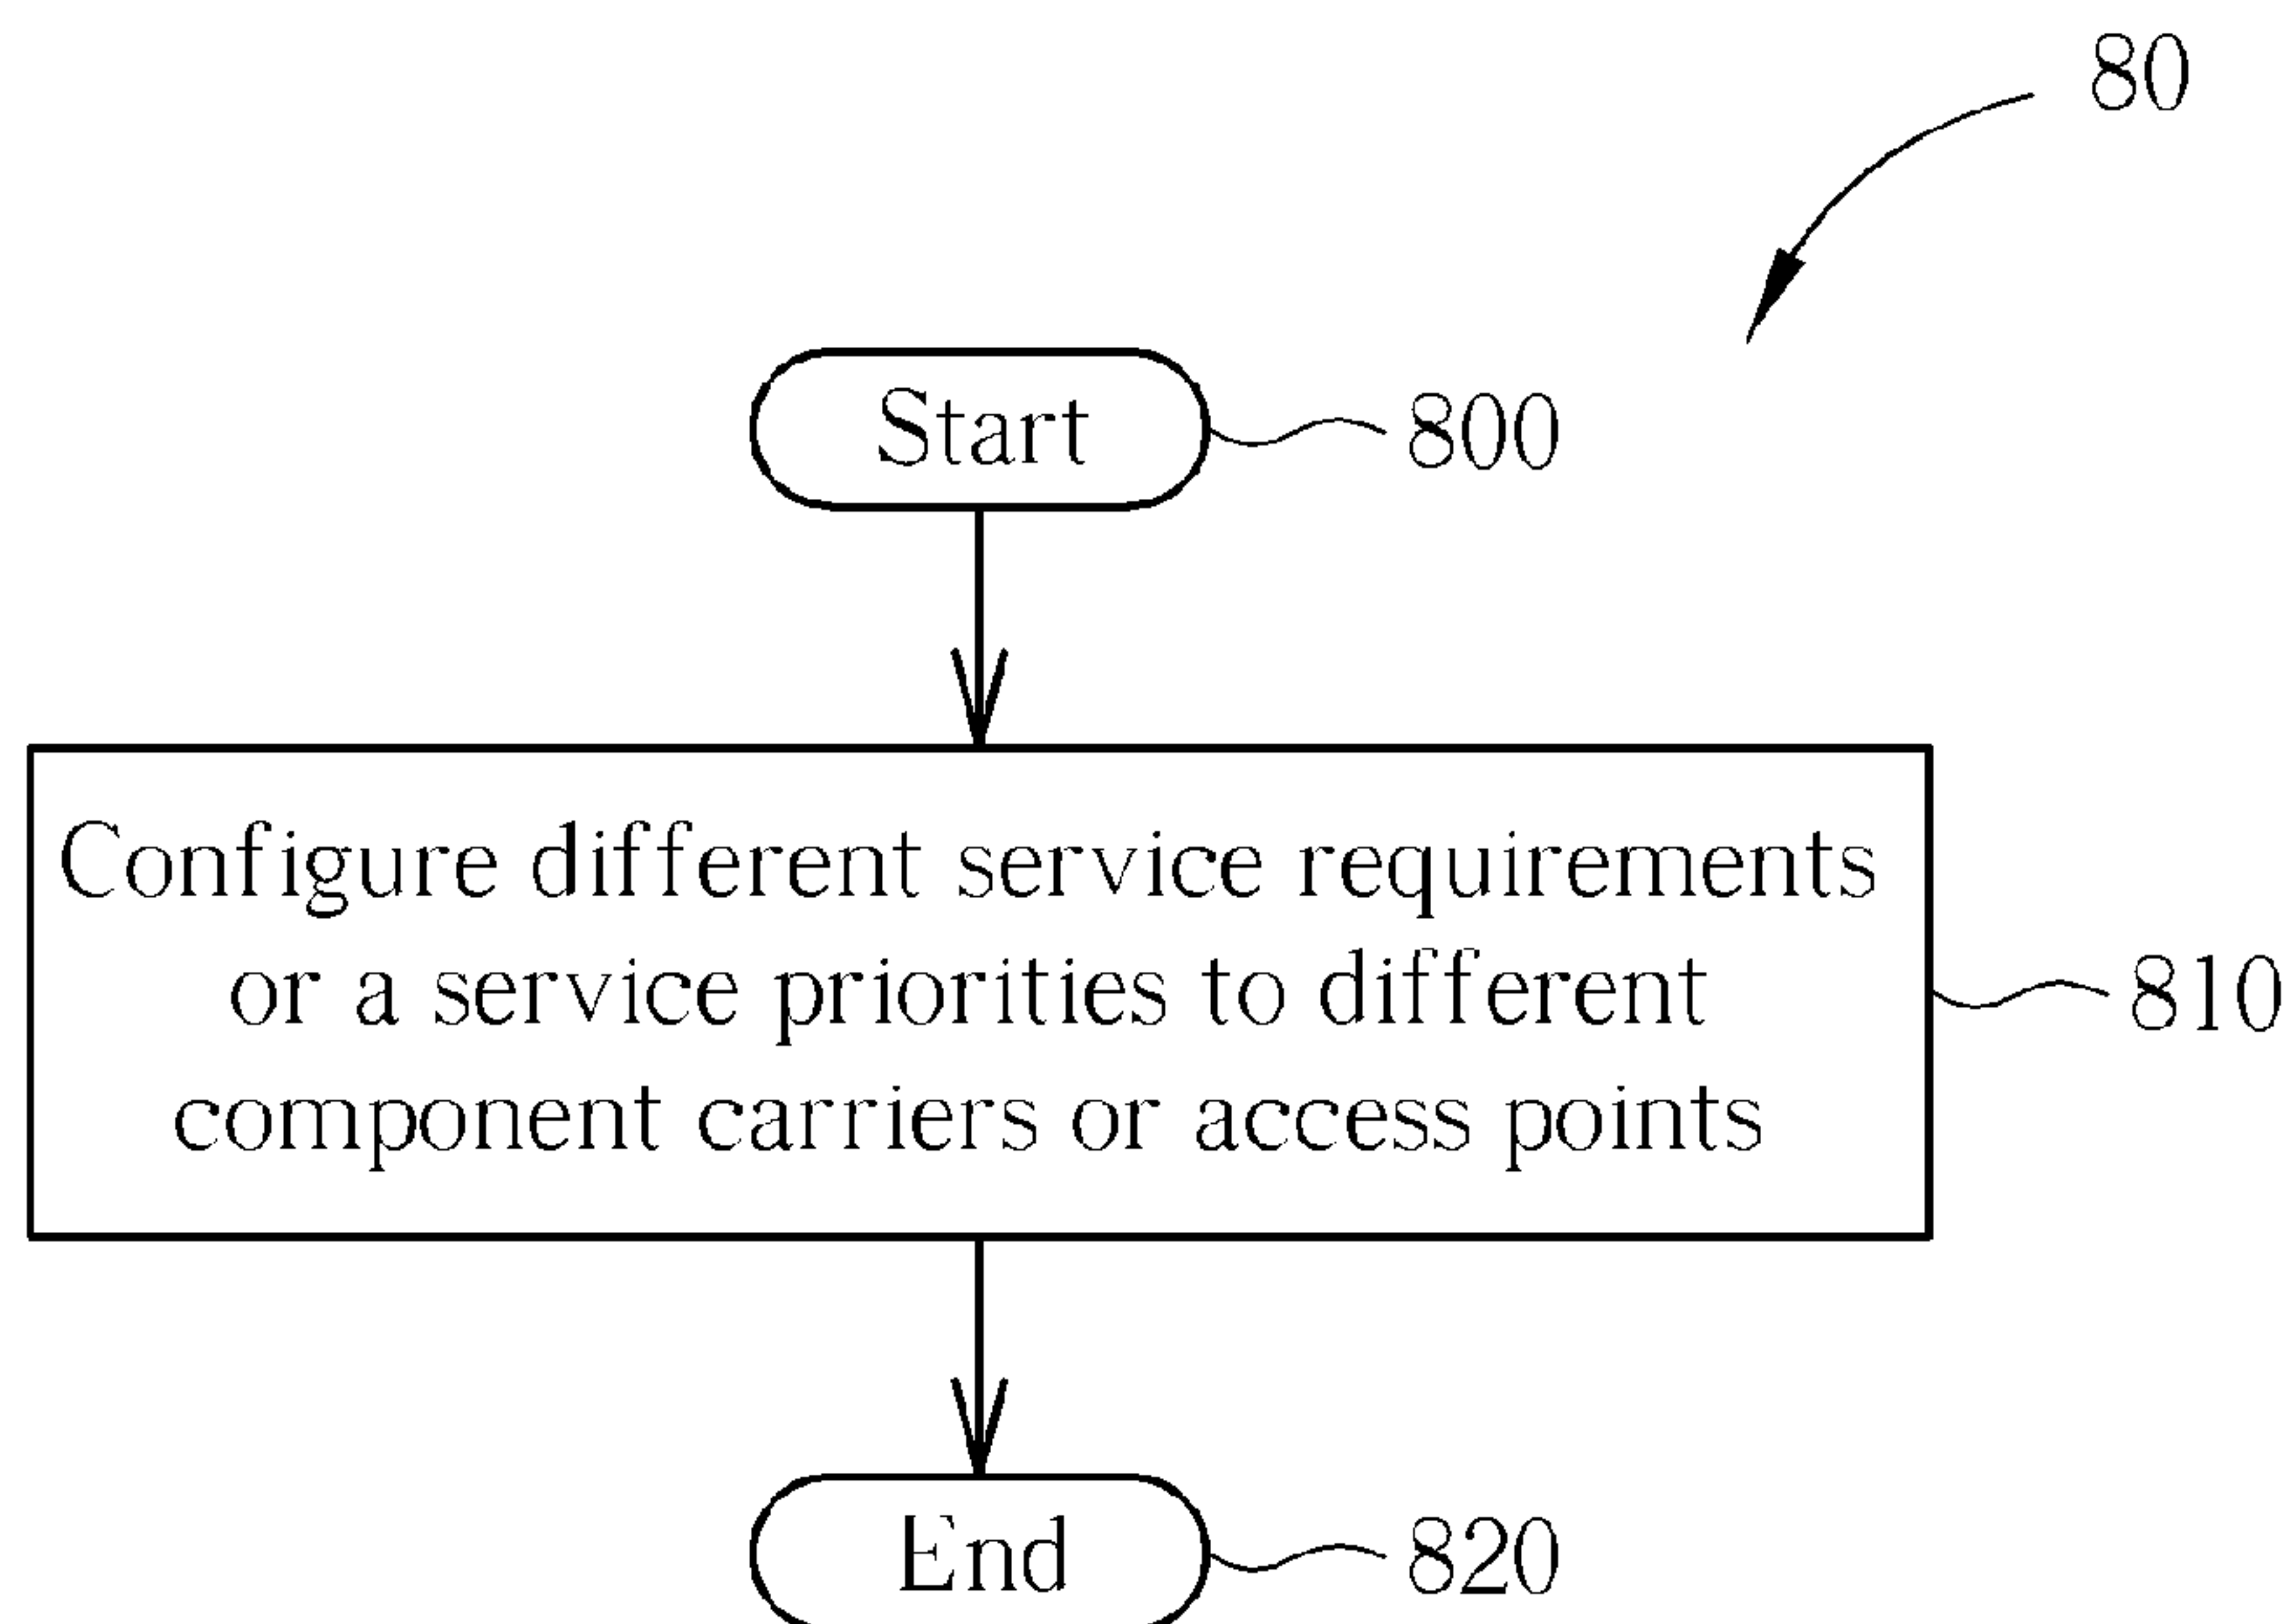 80
Start
800
Configure different service requirements
or a service priorities to different
component carriers or access points
810
End
820